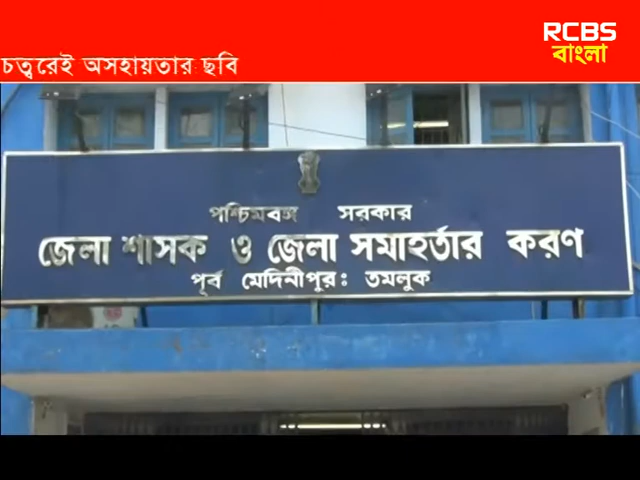 RCBS
বাংলা
চত্বরেই অসহায়তার ছবি
পশ্চিমবঙ্গ সরকার
জেলা শাসক ও জেলা সমাহর্তার করণ
পূর্ব মেদিনীপুর: তমলুক